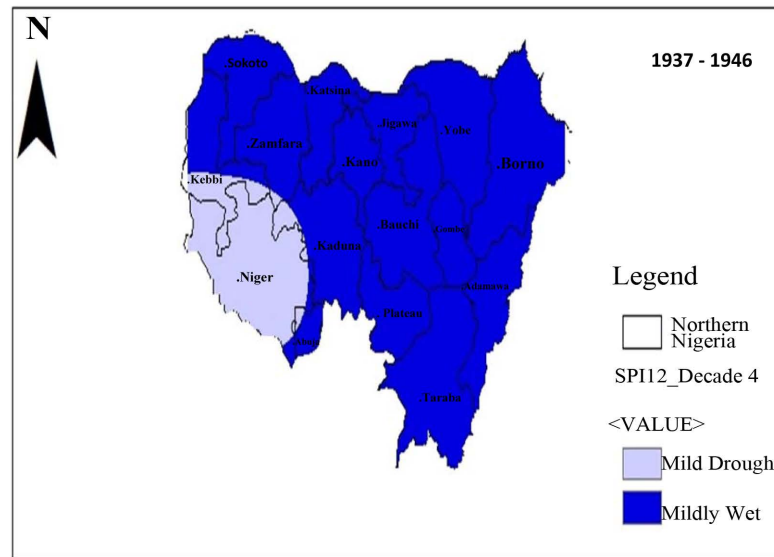 N
1937 - 1946
.Sokoto
.Katsina
.Jigawa
Yobe
.Zamfara
.Kano
.Borno
.Kebbi
.Bauchi
.Gombe
.Kaduna
.Niger
Adamawa
Plateau
.Abuja
.Taraba
Legend
Northern
Nigeria
SPI12_Decade 4
<VALUE>
Mild Drough
Mildly Wet